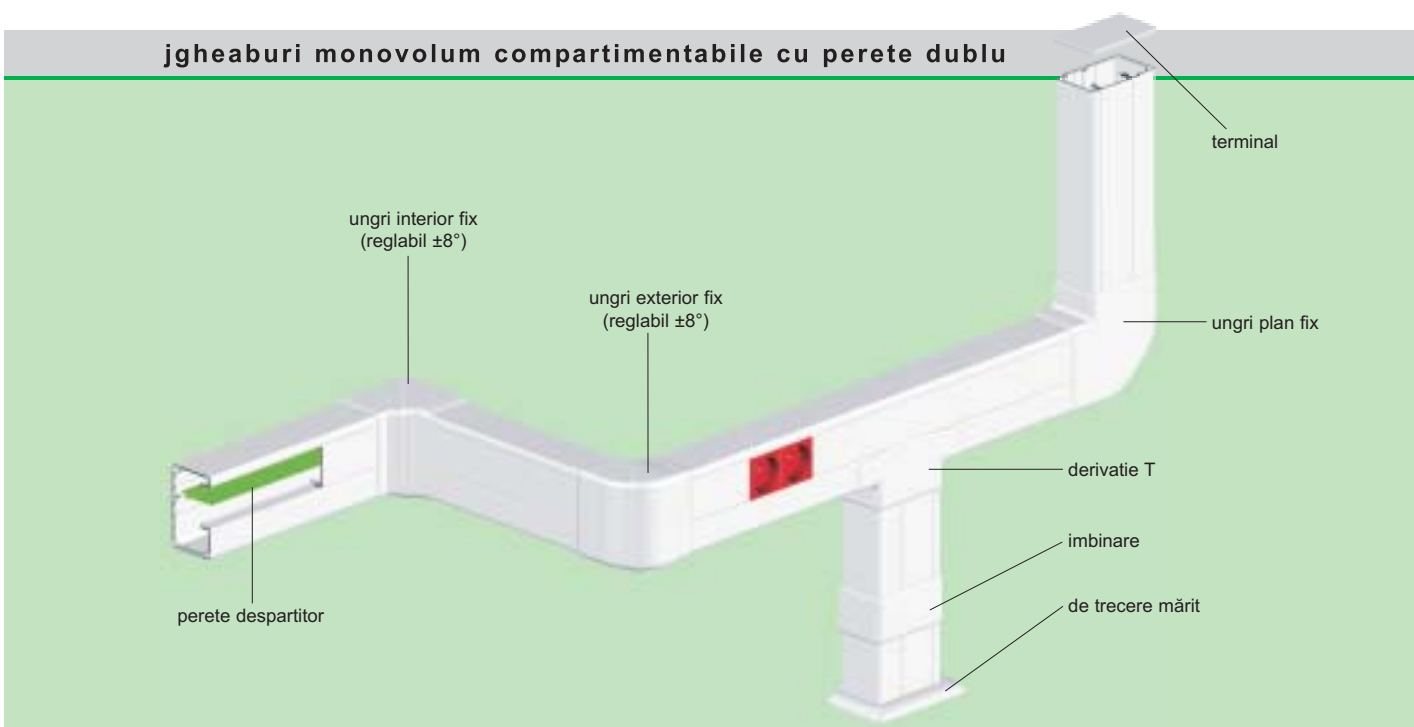 jgheaburi monovolum compartimentabile cu perete dublu
terminal
ungri interior fix
(reglabil ±8°)
ungri exterior fix
(reglabil ±8°)
ungri plan fix
derivatie T
imbinare
de trecere mărit
perete despartitor